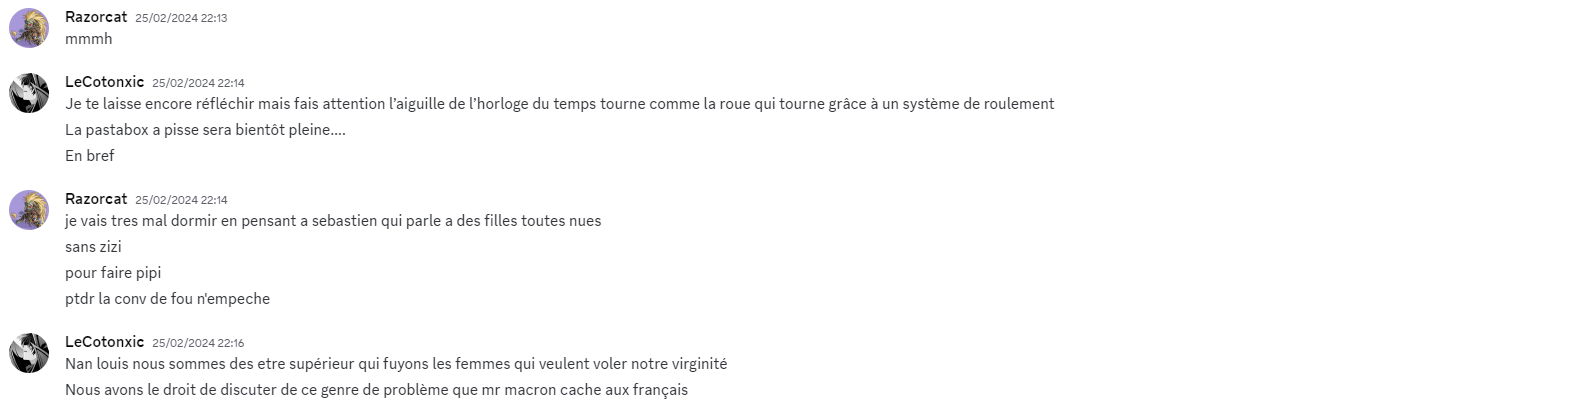 Razorcat 25/02/2024 22:13
mmmh
LeCotonxic 25/02/2024 22:14
Je te laisse encore réfléchir mais fais attention l'aiguille de l'horloge du temps tourne comme la roue qui tourne grâce à un système de roulement
La pastabox a pisse sera bientôt pleine....
En bref
Razorcat 25/02/2024 22:14
je vais tres mal dormir en pensant a sebastien qui parle a des filles toutes nues
sans zizi
pour faire pipi
ptdr la conv de fou n'empeche
LeCotonxic 25/02/2024 22:16
Nan louis nous sommes des etre supérieur qui fuyons les femmes qui veulent voler notre virginité
Nous avons le droit de discuter de ce genre de problème que mr macron cache aux français